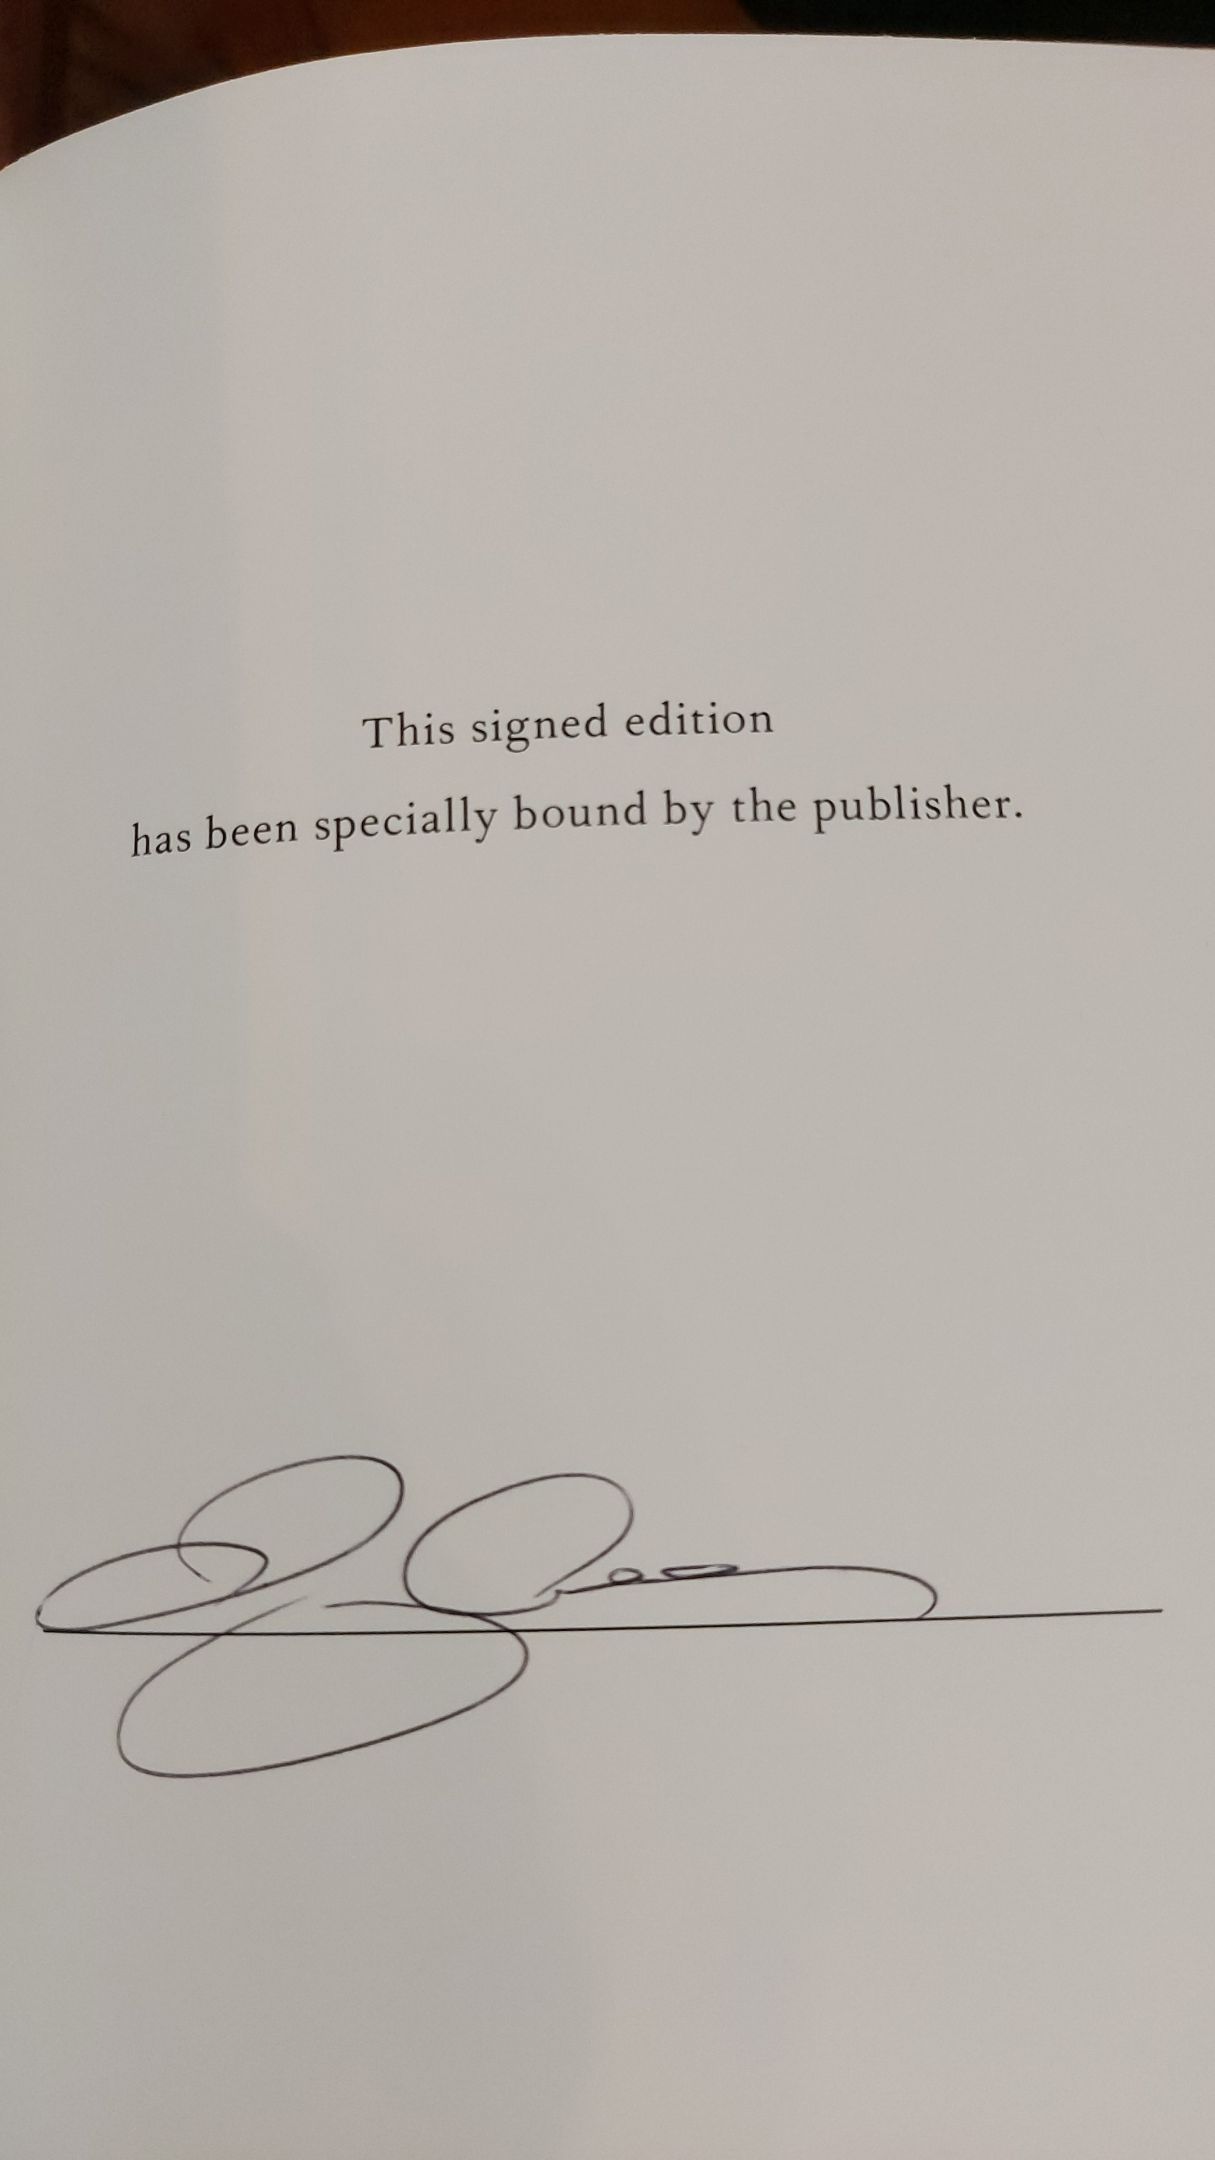 This signed edition
has been specially bound by the publisher.